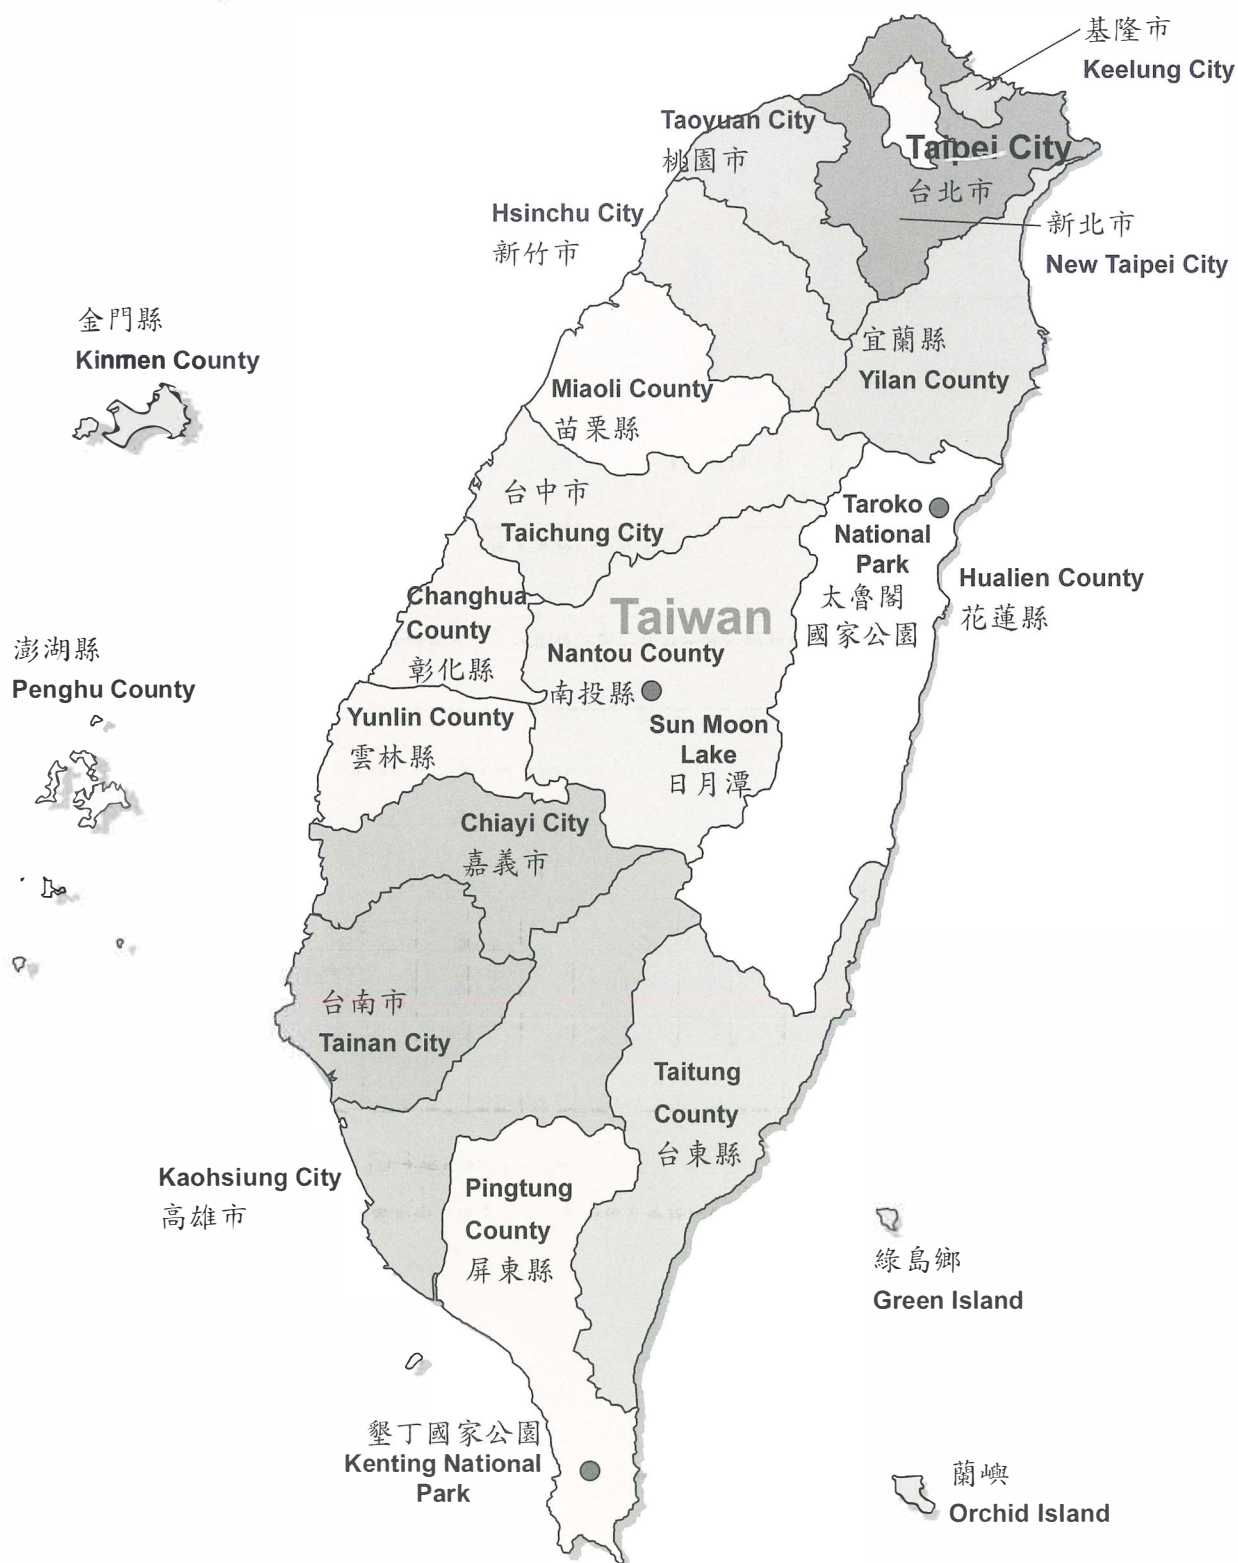 基隆市
Keelung City
Taoyuan City
桃園市
Taipei City
台北市
Hsinchu City
新竹市
新北市
New Taipei City
金門縣
Kinmen County
宜蘭縣
Yilan County
Miaoli County
苗栗縣
台中市
Taichung City
Taroko
National
Park
太魯閣
國家公園
Hualien County
花蓮縣
Changhua
County
彰化縣
Taiwan
Nantou County
南投縣
Sun Moon
Lake
日月潭
澎湖縣
Penghu County
Yunlin County
雲林縣
Chiayi City
嘉義市
台南市
Tainan City
Taitung
County
台東縣
Kaohsiung City
高雄市
Pingtung
County
屏東縣
綠島鄉
Green Island
墾丁國家公園
Kenting National
Park
蘭嶼
Orchid Island